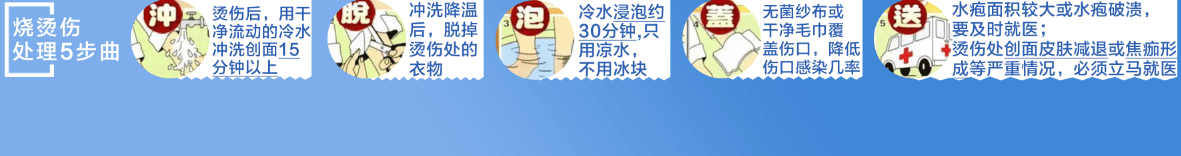 烧烫伤
处理5步曲
冲
烫伤后，用干
净流动的冷水
冲洗创面15
分钟以上
脱
冲洗降温
后，脱掉
烫伤处的
衣物
3
泡
冷水浸泡约
30分钟,只
用凉水，
不用冰块
4
蓋
无菌纱布或
干净毛巾覆
盖伤口，降低
伤口感染几率
5
送
水疱面积较大或水疱破溃，
要及时就医；
烫伤处创面皮肤减退或焦痂形
成等严重情况，必须立马就医